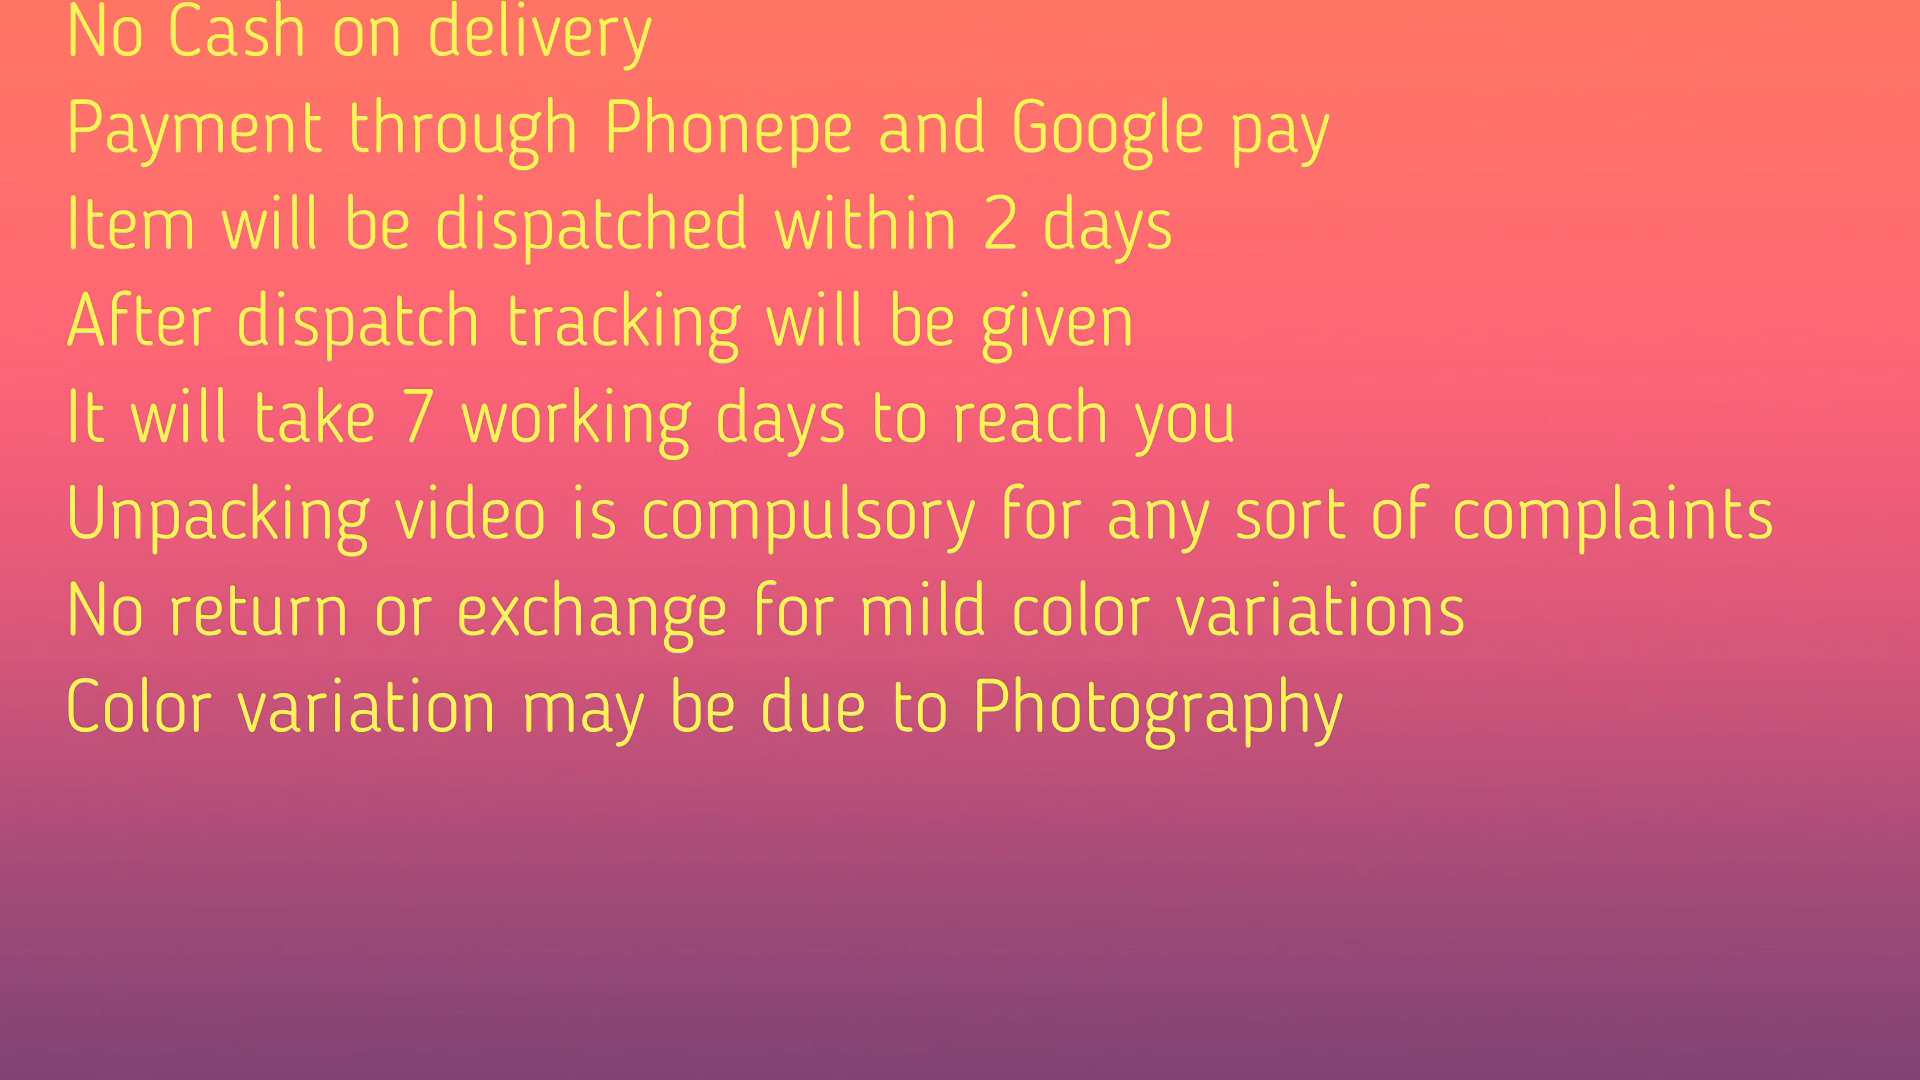 No Cash on delivery
Payment through Phonepe and Google pay
Item will be dispatched within 2 days
After dispatch tracking will be given
It will take 7 working days to reach you
Unpacking video is compulsory for any sort of complaints
No return or exchange for mild color variations
Color variation may be due to Photography